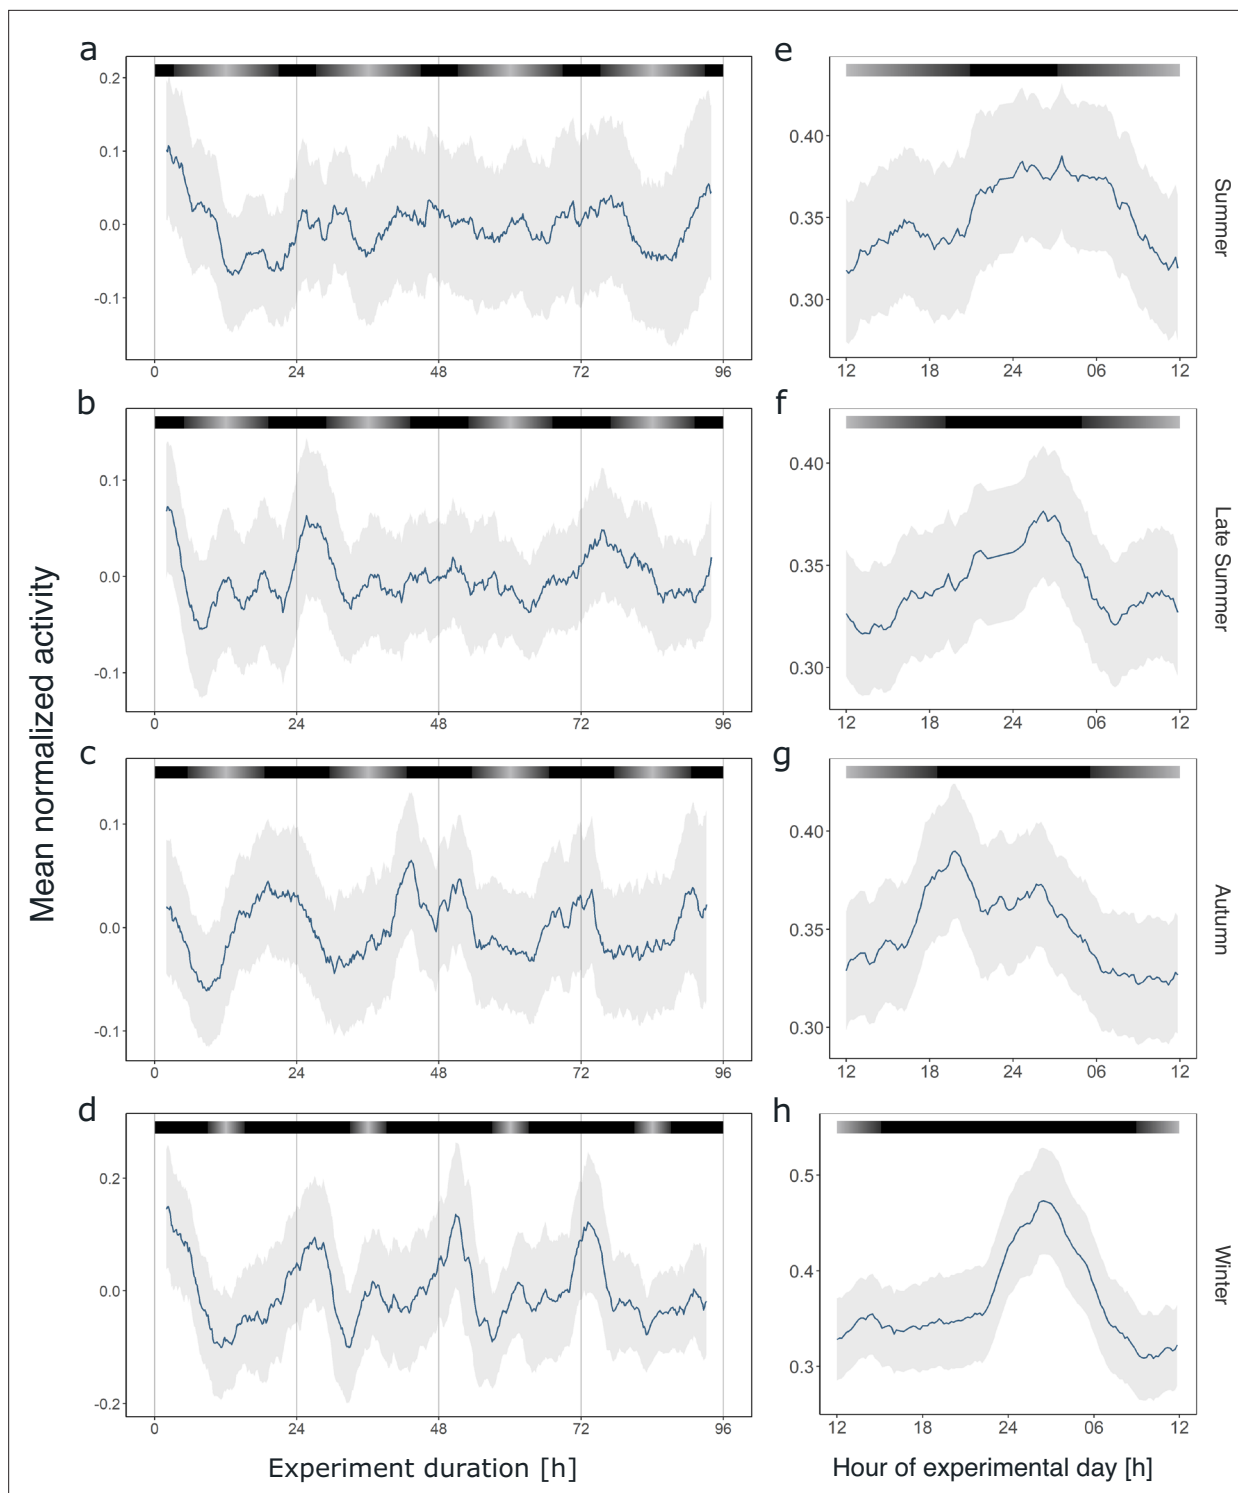 a
0.2
0.1
0.0
-0.1
0 24 48 72 96
e
0.40
0.35
0.30
12 18 24 06 12
Summer
b
0.1
0.0
-0.1
0 24 48 72 96
f
0.40
0.35
0.30
12 18 24 06 12
Late Summer
c
0.1
0.0
-0.1
0 24 48 72 96
g
0.40
0.35
0.30
12 18 24 06 12
Autumn
d
0.2
0.0
-0.2
0 24 48 72 96
h
0.5
0.4
0.3
12 18 24 06 12
Winter
Mean normalized activity
Experiment duration [h]
Hour of experimental day [h]